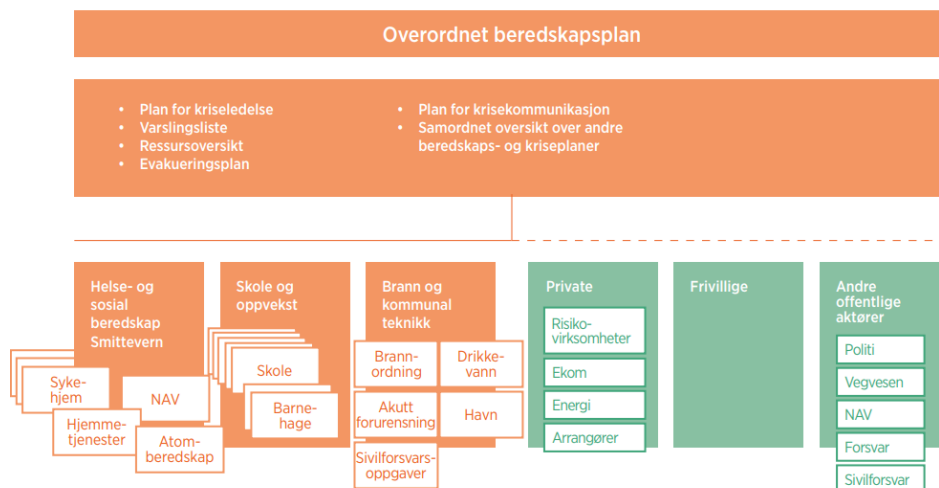 Overordnet beredskapsplan
• Plan for kriseledelse
• Varslingsliste
• Ressursoversikt
• Evakueringsplan
• Plan for krisekommunikasjon
• Samordnet oversikt over andre
beredskaps- og kriseplaner
Helse- og
sosial
beredskap
Smittevern
Syke-
hjem
NAV
Hjemme-
tjenester
Atom-
beredskap
Skole og
oppvekst
Skole
Barne-
hage
Brann og
kommunal
teknikk
Brann-
ordning
Drikke-
vann
Akutt
forurensning
Havn
Sivilforsvars-
oppgaver
Private
Risiko-
virksomheter
Ekom
Energi
Arrangører
Frivillige
Andre
offentlige
aktører
Politi
Vegvesen
NAV
Forsvar
Sivilforsvar